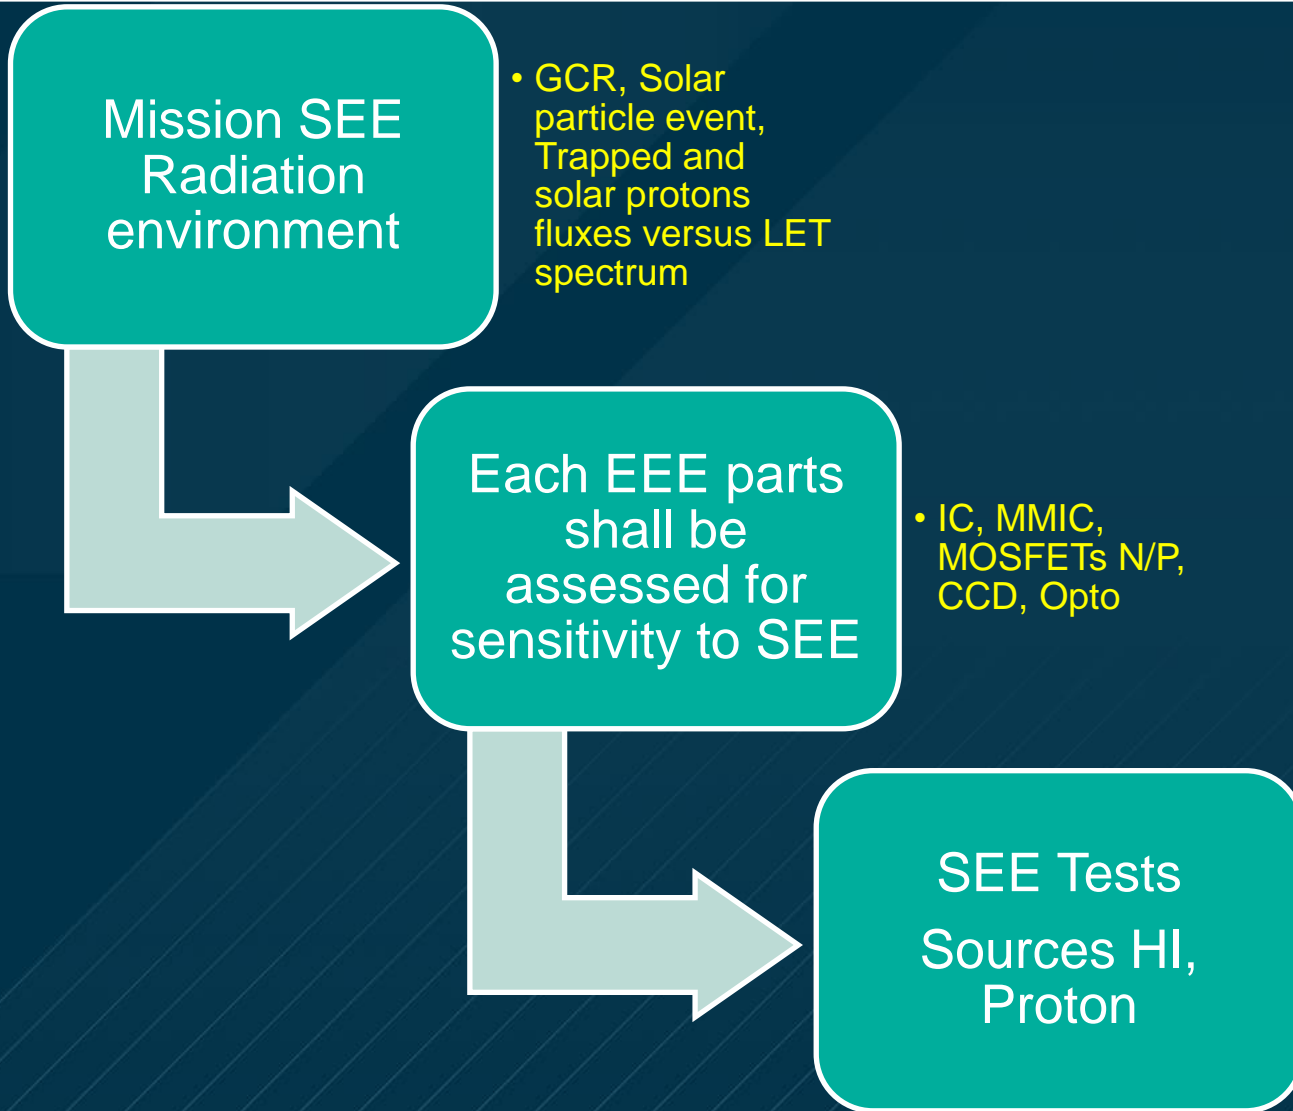 Mission SEE
Radiation
environment
• GCR, Solar
particle event,
Trapped and
solar protons
fluxes versus LET
spectrum
Each EEE parts
shall be
assessed for
sensitivity to SEE
• IC, MMIC,
MOSFETs N/P,
CCD, Opto
SEE Tests
Sources HI,
Proton